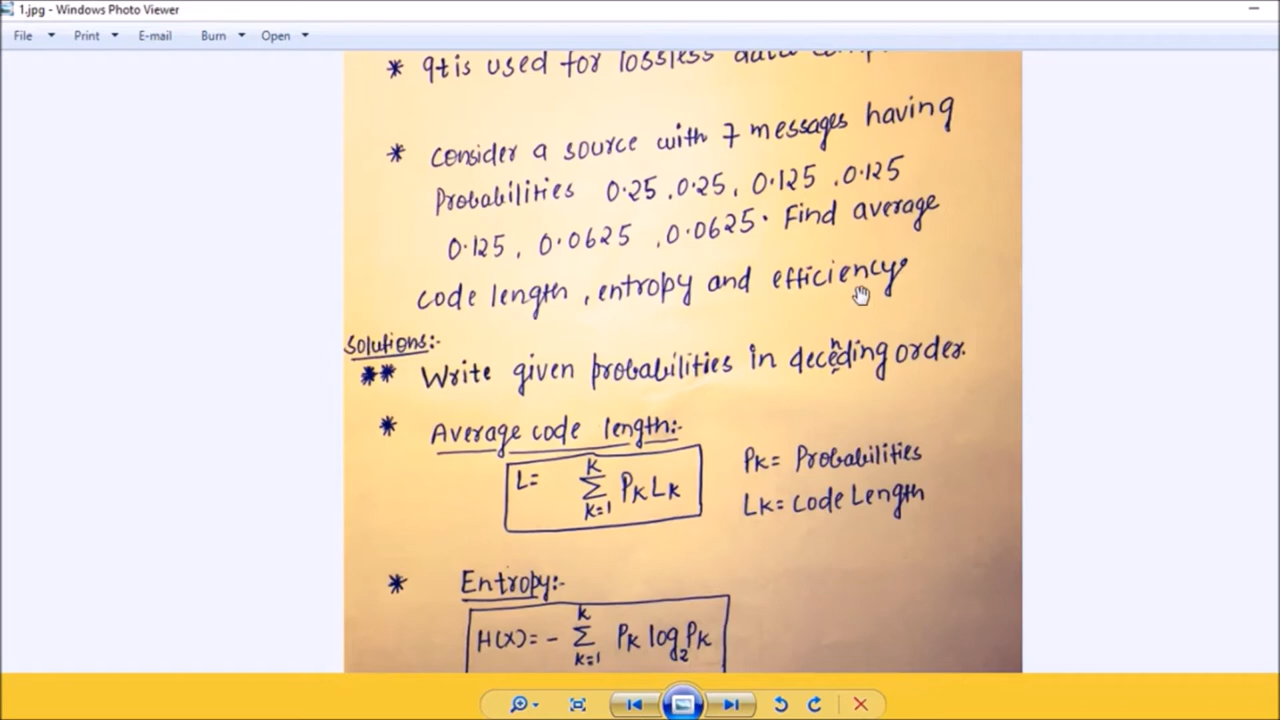 1.jpg - Windows Photo Viewer
File Print E-mail Burn Open
* It is used for lossless data
* Consider a source with 7 messages having
Probabilities 0.25, 0.25, 0.125, 0.125
0.125, 0.0625, 0.0625. Find average
code length, entropy and efficiency.
Solutions:-
** Write given probabilities in decending order.
* Average code length:-
L= K Σ k=1 PK LK
PK= Probabilities
LK= Code Length
* Entropy:-
H(X)= - K Σ k=1 PK log2 PK